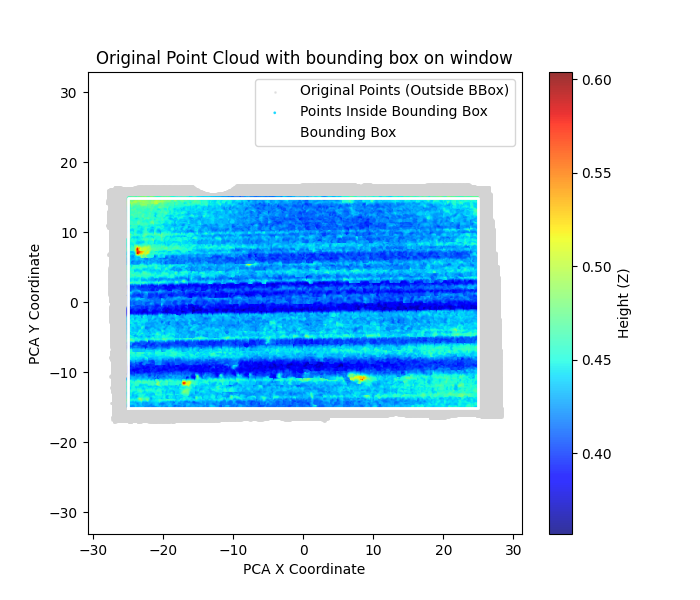 Original Point Cloud with bounding box on window
Original Points (Outside BBox)
Points Inside Bounding Box
Bounding Box
30
20
10
0
−10
−20
−30
PCA Y Coordinate
−30
−20
−10
0
10
20
30
PCA X Coordinate
0.60
0.55
0.50
0.45
0.40
Height (Z)